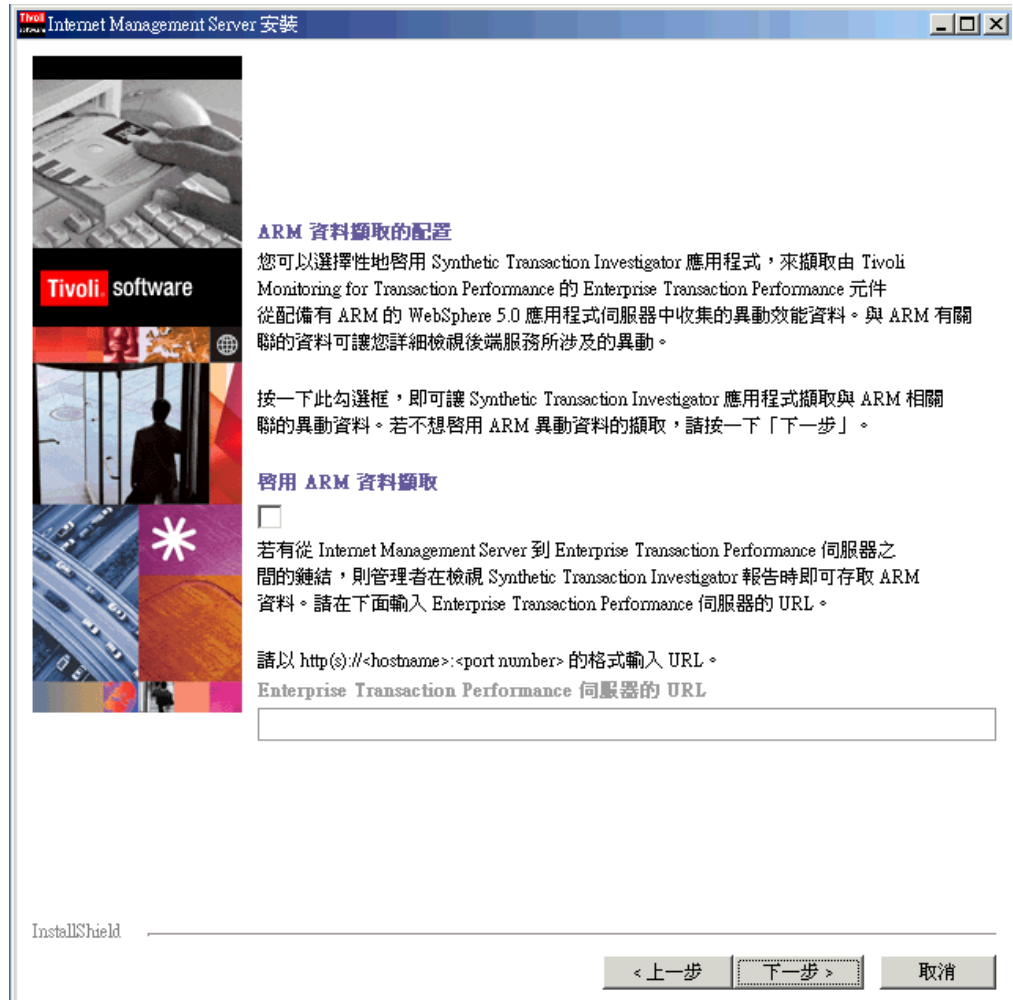 Internet Management Server 安裝
Tivoli
Tivoli. software
ARM 資料擷取的配置
您可以選擇性地啓用 Synthetic Transaction Investigator 應用程式，來擷取由 Tivoli
Monitoring for Transaction Performance 的 Enterprise Transaction Performance 元件
從配備有 ARM 的 WebSphere 5.0 應用程式伺服器中收集的異動效能資料。與 ARM 有關
聯的資料可讓您詳細檢視後端服務所涉及的異動。
按一下此勾選框，即可讓 Synthetic Transaction Investigator 應用程式擷取與 ARM 相關
聯的異動資料。若不想啓用 ARM 異動資料的擷取，請按一下「下一步」。
啓用 ARM 資料擷取
若有從 Internet Management Server 到 Enterprise Transaction Performance 伺服器之
間的鏈結，則管理者在檢視 Synthetic Transaction Investigator 報告時即可存取 ARM
資料。請在下面輸入 Enterprise Transaction Performance 伺服器的 URL。
請以 http(s)://<hostname>:<port number> 的格式輸入 URL。
Enterprise Transaction Performance 伺服器的 URL
InstallShield
< 上一步
下一步 >
取消